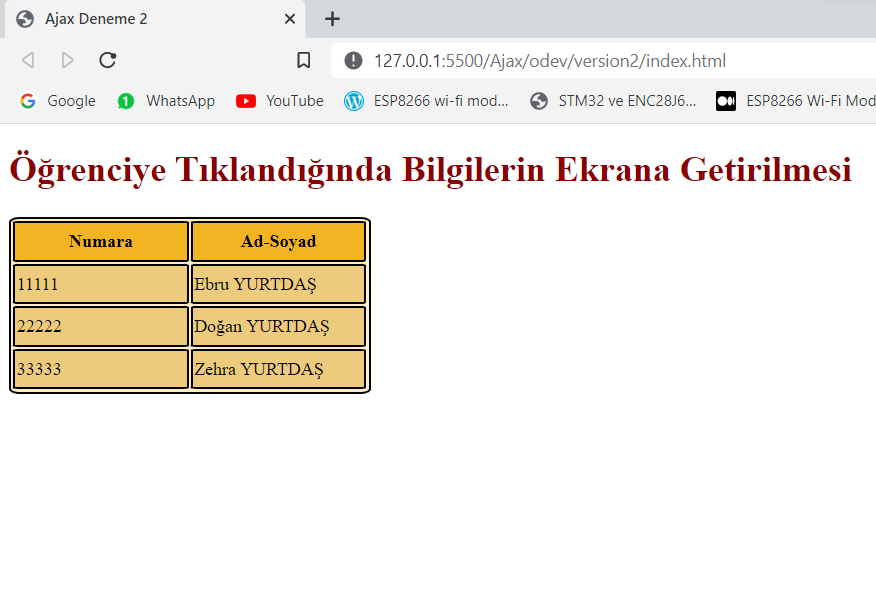 Ajax Deneme 2
127.0.0.1:5500/Ajax/odev/version2/index.html
Google 1 WhatsApp YouTube ESP8266 wi-fi mod... STM32 ve ENC28J6... ESP8266 Wi-Fi Mod
Öğrenciye Tıklandığında Bilgilerin Ekrana Getirilmesi
Numara Ad-Soyad
11111 Ebru YURTDAŞ
22222 Doğan YURTDAŞ
33333 Zehra YURTDAŞ